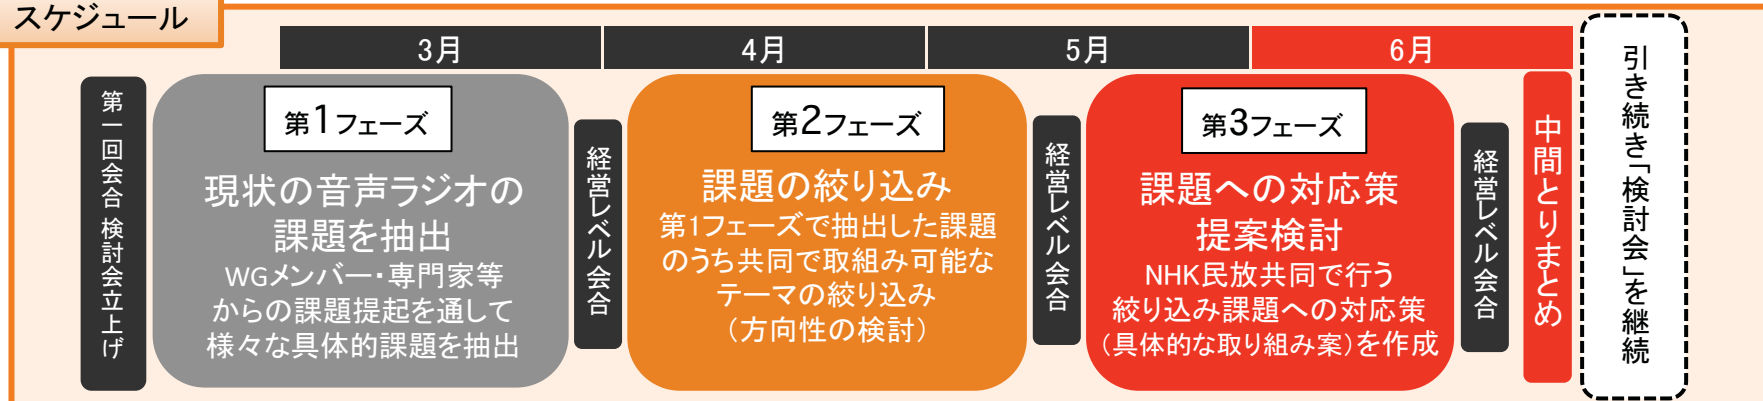 スケジュール
3月
4月
5月
6月
第一回会合 検討会立上げ
第1フェーズ
現状の音声ラジオの
課題を抽出
WGメンバー・専門家等
からの課題提起を通して
様々な具体的課題を抽出
経営レベル会合
第2フェーズ
課題の絞り込み
第1フェーズで抽出した課題
のうち共同で取組み可能な
テーマの絞り込み
（方向性の検討）
経営レベル会合
第3フェーズ
課題への対応策
提案検討
NHK民放共同で行う
絞り込み課題への対応策
（具体的な取り組み案）を作成
経営レベル会合
中間とりまとめ
引き続き「検討会」を継続